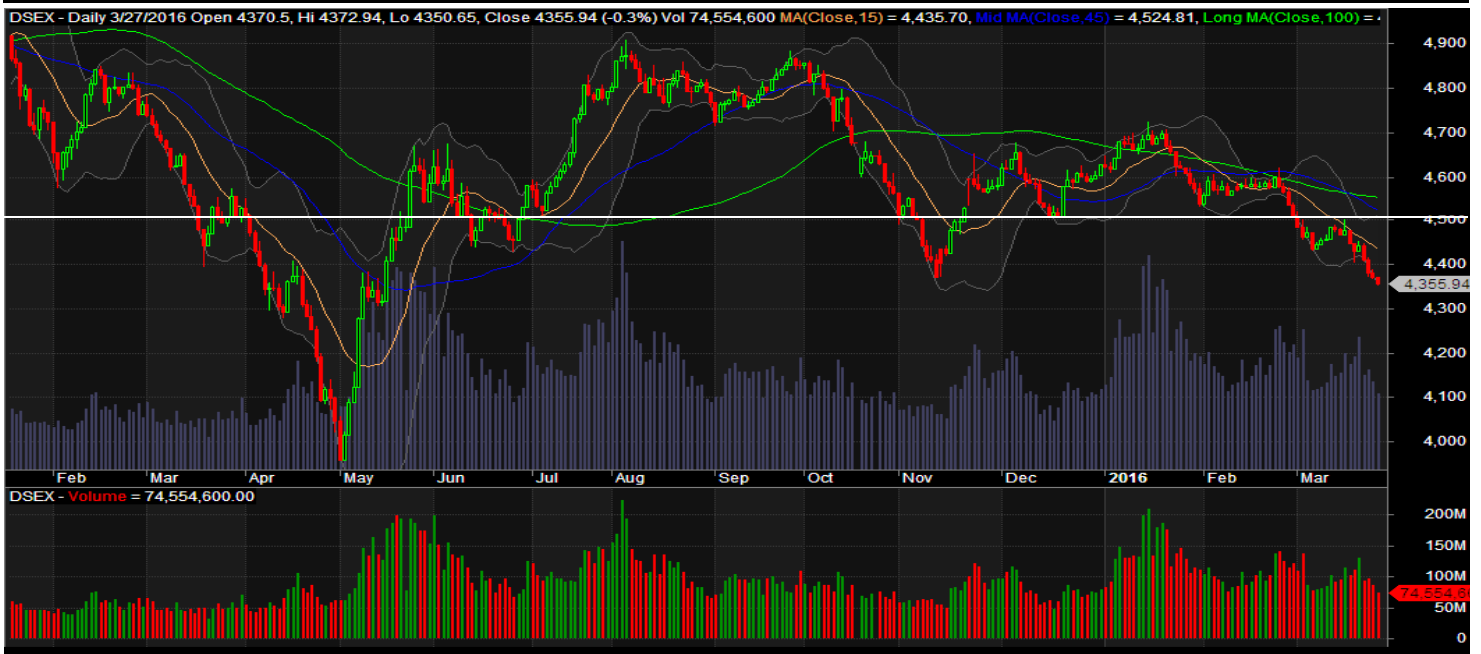 DSEX - Daily 3/27/2016 Open 4370.5, Hi 4372.94, Lo 4350.65, Close 4355.94 (-0.3%) Vol 74,554,600 MA(Close,15) = 4,435.70, Mid MA(Close,45) = 4,524.81, Long MA(Close,100) =
4,900
4,800
4,700
4,600
4,500
4,400
4,355.94
4,300
4,200
4,100
4,000
Feb Mar Apr May Jun Jul Aug Sep Oct Nov Dec 2016 Feb Mar
DSEX - Volume = 74,554,600.00
200M
150M
100M
74,554.6
50M
0